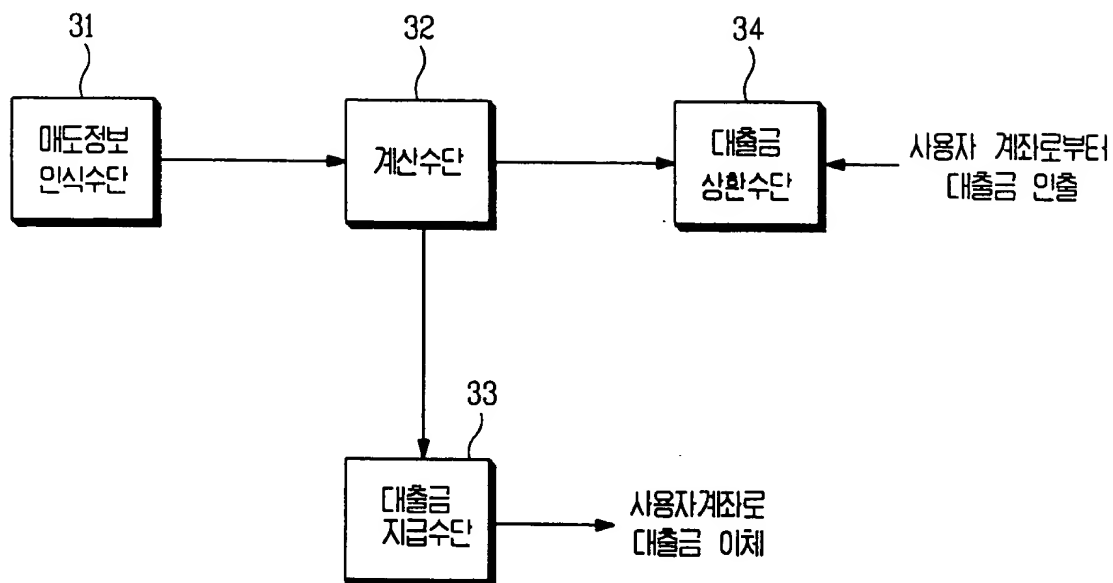 31
32
34
매도정보
인식수단
계산수단
대출금
상환수단
사용자 계좌로부터
대출금 인출
33
대출금
지급수단
사용자계좌로
대출금 이체